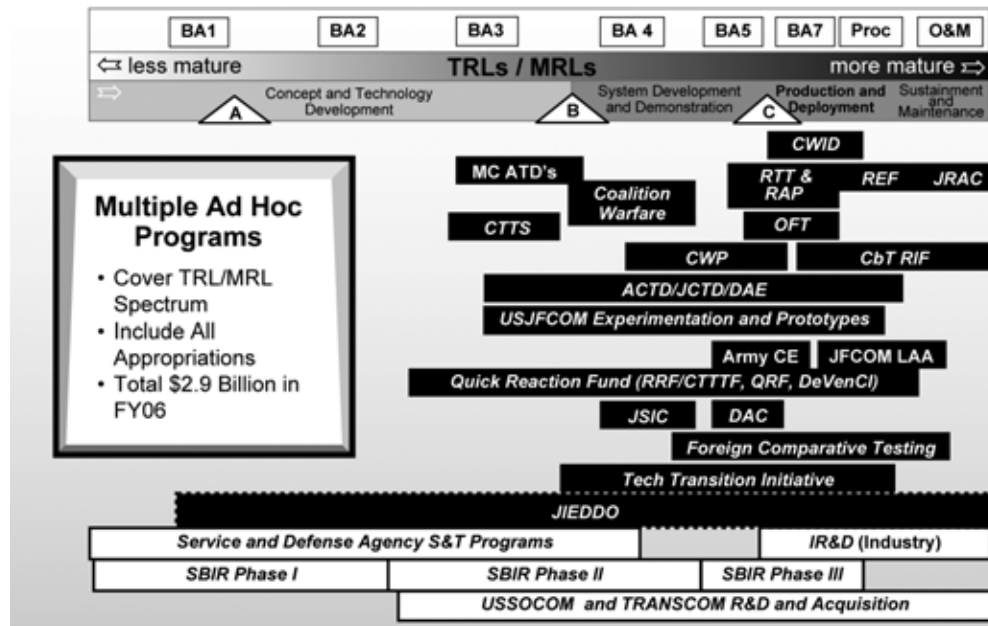 BA1 BA2 BA3 BA 4 BA5 BA7 Proc O&M
less mature TRLs / MRLs more mature
Concept and Technology
Development
System Development
and Demonstration
Production and
Deployment
Sustainment
and
Maintenance
A B C
Multiple Ad Hoc
Programs
• Cover TRL/MRL
Spectrum
• Include All
Appropriations
• Total $2.9 Billion in
FY06
CWID
MC ATD's
RTT &
RAP
REF JRAC
Coalition
Warfare
CTTS
OFT
CWP
CbT RIF
ACTD/JCTD/DAE
USJFCOM Experimentation and Prototypes
Army CE
JFCOM LAA
Quick Reaction Fund (RRF/CTTTF, QRF, DeVenCI)
JSIC
DAC
Foreign Comparative Testing
Tech Transition Initiative
JIEDDO
Service and Defense Agency S&T Programs
IR&D (Industry)
SBIR Phase I
SBIR Phase II
SBIR Phase III
USSOCOM and TRANSCOM R&D and Acquisition